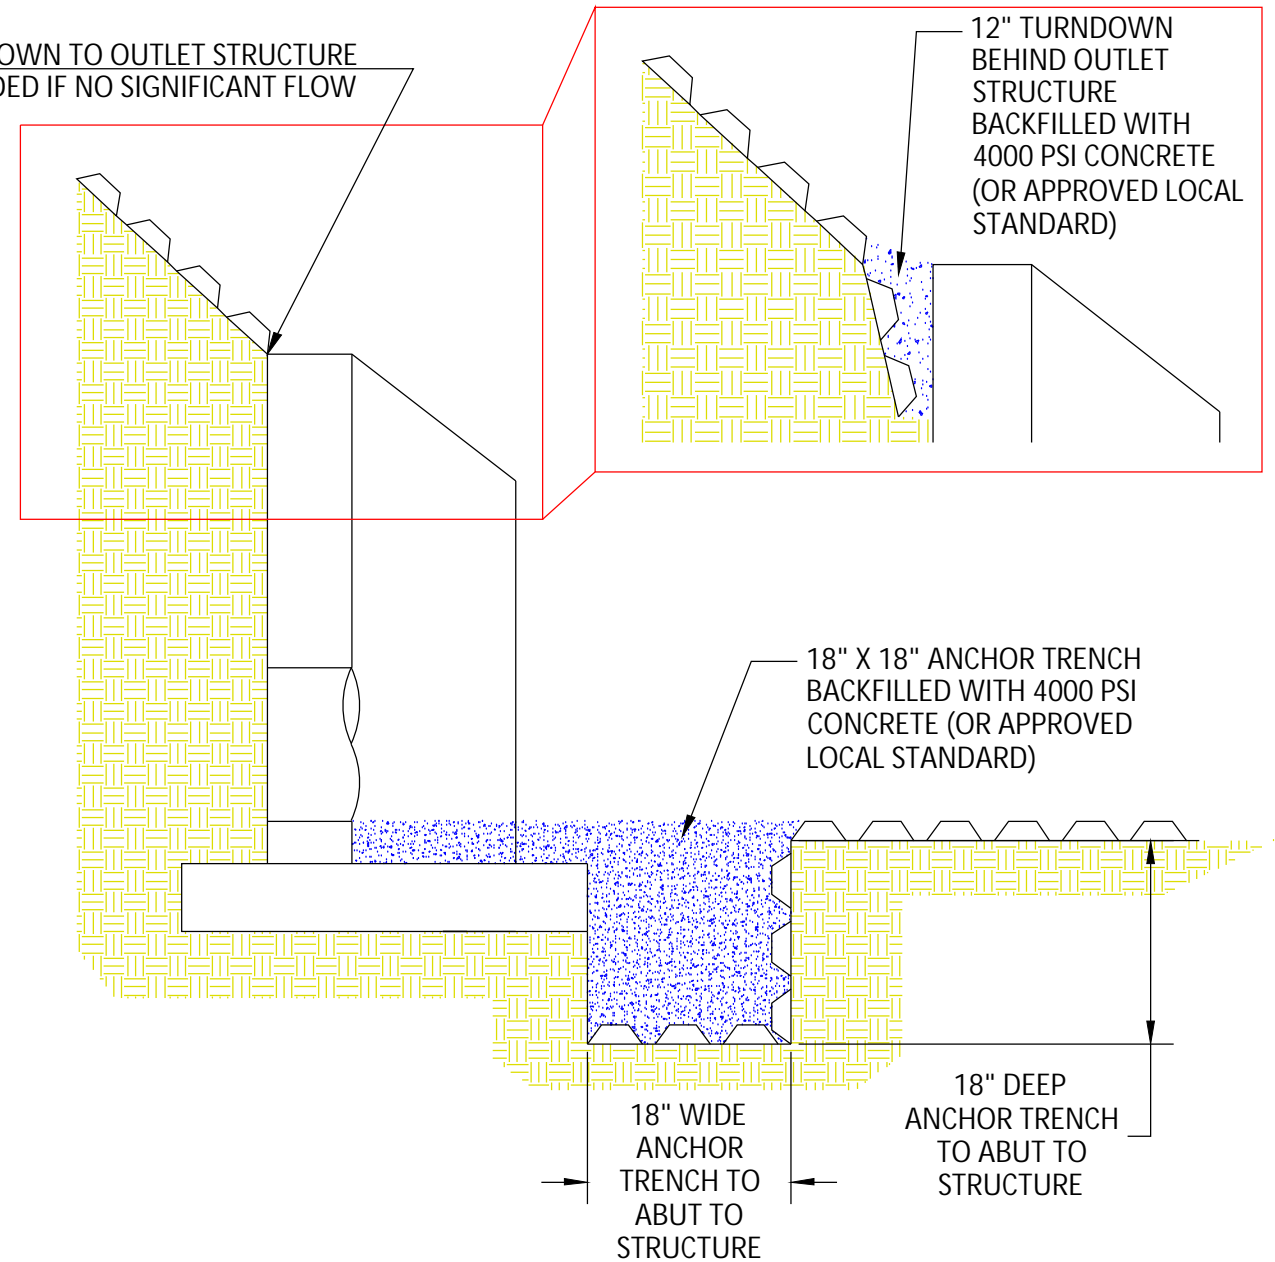 OWN TO OUTLET STRUCTURE
DED IF NO SIGNIFICANT FLOW
12" TURNDOWN
BEHIND OUTLET
STRUCTURE
BACKFILLED WITH
4000 PSI CONCRETE
(OR APPROVED LOCAL
STANDARD)
18" X 18" ANCHOR TRENCH
BACKFILLED WITH 4000 PSI
CONCRETE (OR APPROVED
LOCAL STANDARD)
18" DEEP
ANCHOR TRENCH
TO ABUT TO
STRUCTURE
18" WIDE
ANCHOR
TRENCH TO
ABUT TO
STRUCTURE